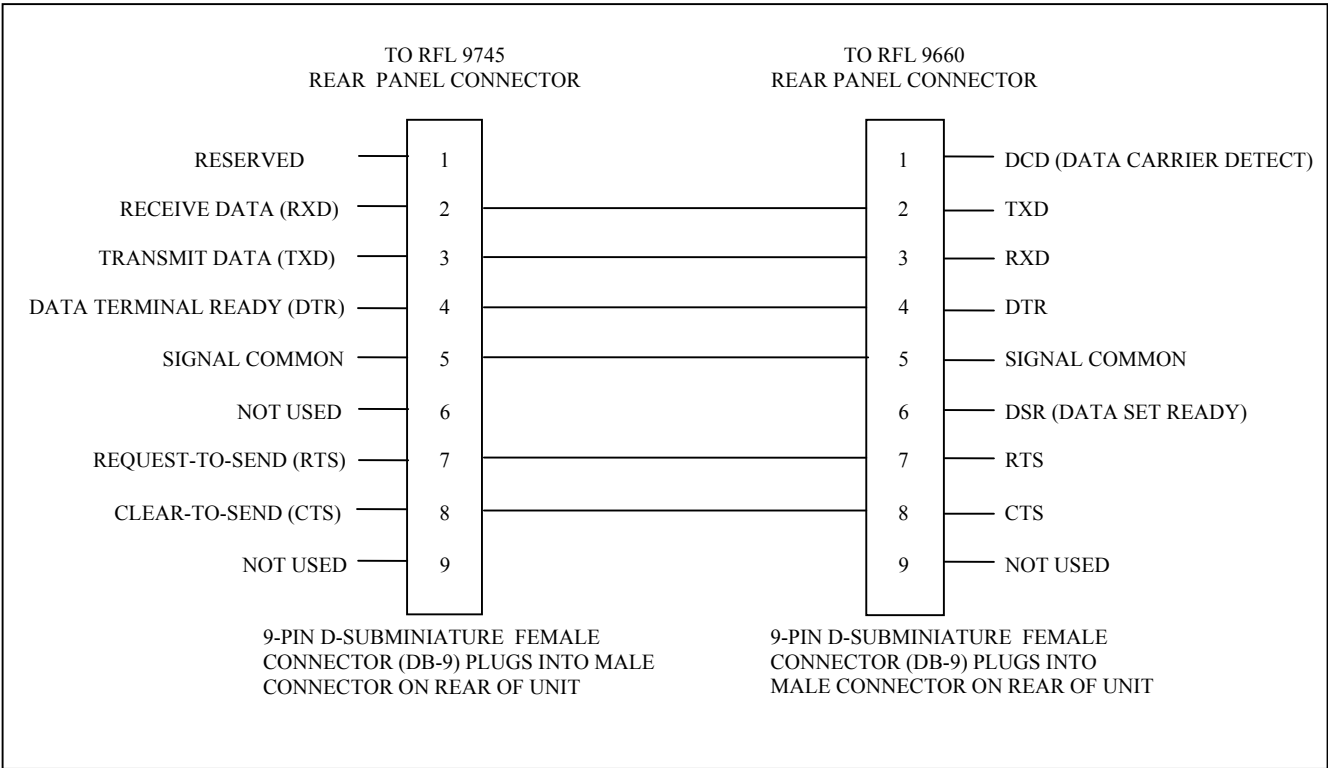 TO RFL 9745
REAR PANEL CONNECTOR
TO RFL 9660
REAR PANEL CONNECTOR
RESERVED 1 1 DCD (DATA CARRIER DETECT)
RECEIVE DATA (RXD) 2 2 TXD
TRANSMIT DATA (TXD) 3 3 RXD
DATA TERMINAL READY (DTR) 4 4 DTR
SIGNAL COMMON 5 5 SIGNAL COMMON
NOT USED 6 6 DSR (DATA SET READY)
REQUEST-TO-SEND (RTS) 7 7 RTS
CLEAR-TO-SEND (CTS) 8 8 CTS
NOT USED 9 9 NOT USED
9-PIN D-SUBMINIATURE FEMALE
CONNECTOR (DB-9) PLUGS INTO MALE
CONNECTOR ON REAR OF UNIT
9-PIN D-SUBMINIATURE FEMALE
CONNECTOR (DB-9) PLUGS INTO
MALE CONNECTOR ON REAR OF UNIT